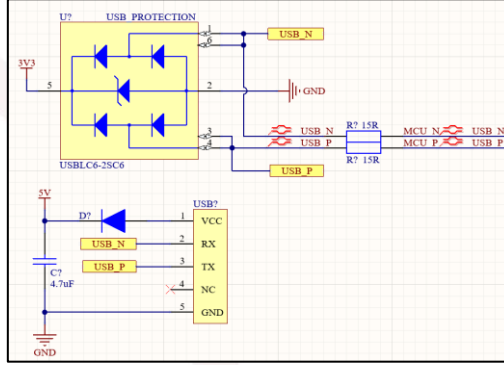 U? USB_PROTECTION
1
USB_N
6
3V3
5
2
GND
3
4
R? 15R
USB_N MCU_N USB_N
USB_P MCU_P USB_P
R? 15R
USBLC6-2SC6
USB_P
5V
USB?
D?
1 VCC
USB_N 2 RX
USB_P 3 TX
C?
4.7uF
4 NC
5 GND
GND